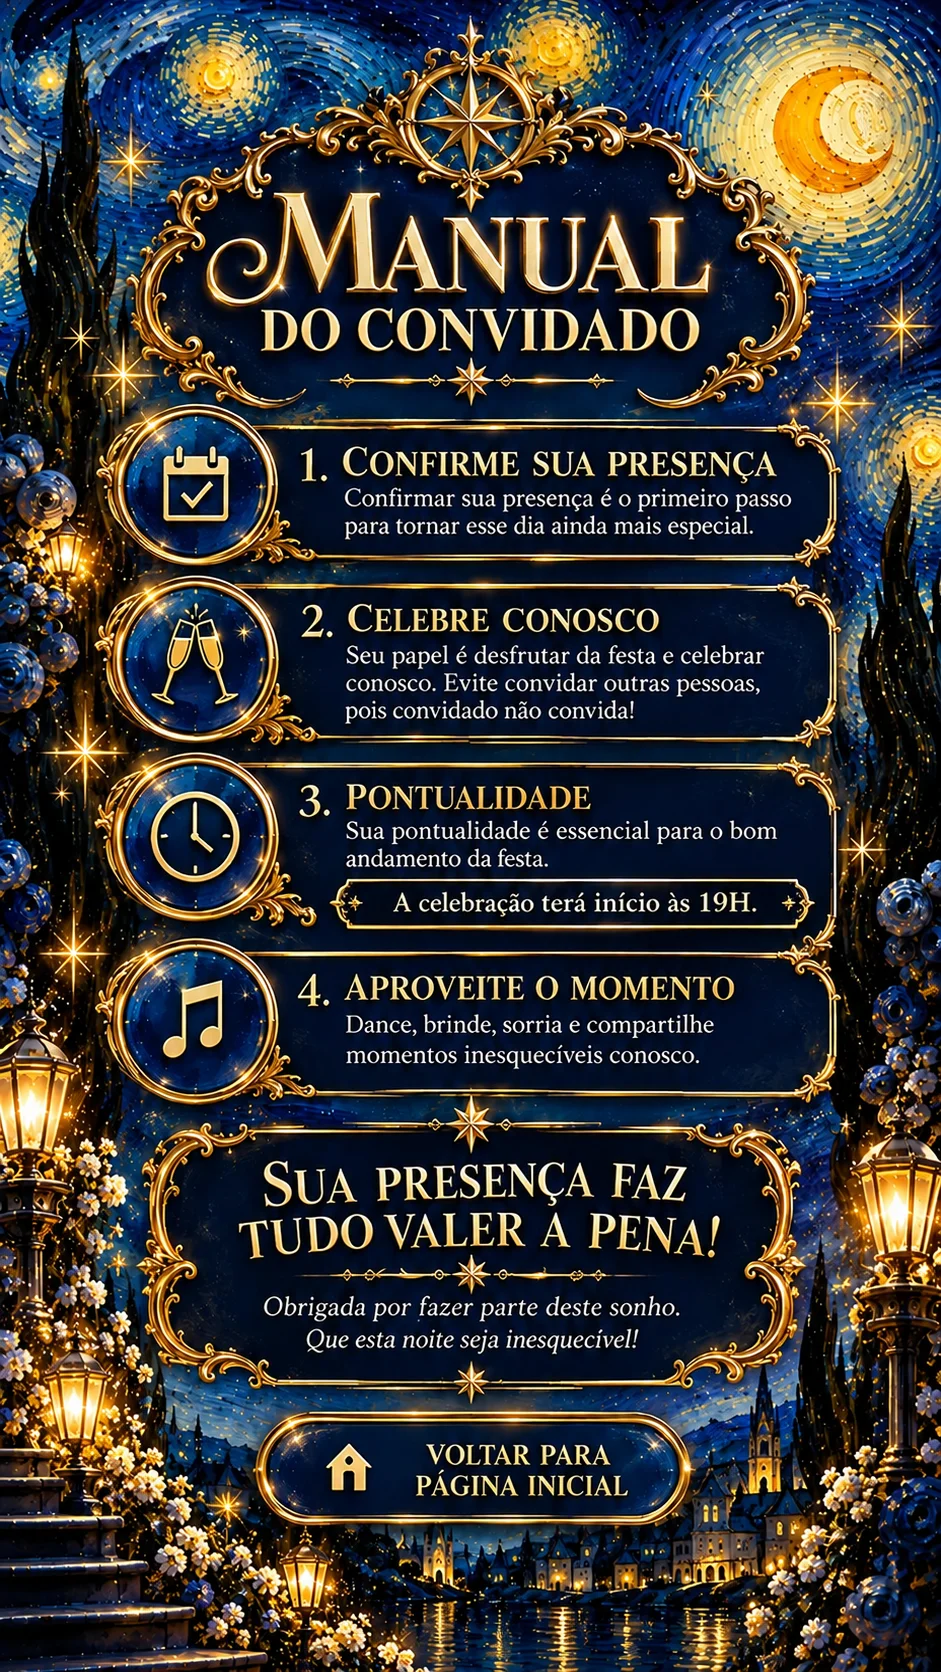 MANUAL
DO CONVIDADO
1. CONFIRME SUA PRESENÇA
Confirmar sua presença é o primeiro passo
para tornar esse dia ainda mais especial.
2. CELEBRE CONOSCO
Seu papel é desfrutar da festa e celebrar
conosco. Evite convidar outras pessoas,
pois convidado não convida!
3. PONTUALIDADE
Sua pontualidade é essencial para o bom
andamento da festa.
A celebração terá início às 19H.
4. APROVEITE O MOMENTO
Dance, brinde, sorria e compartilhe
momentos inesquecíveis conosco.
SUA PRESENÇA FAZ
TUDO VALER A PENA!
Obrigada por fazer parte deste sonho.
Que esta noite seja inesquecível!
VOLTAR PARA
PÁGINA INICIAL